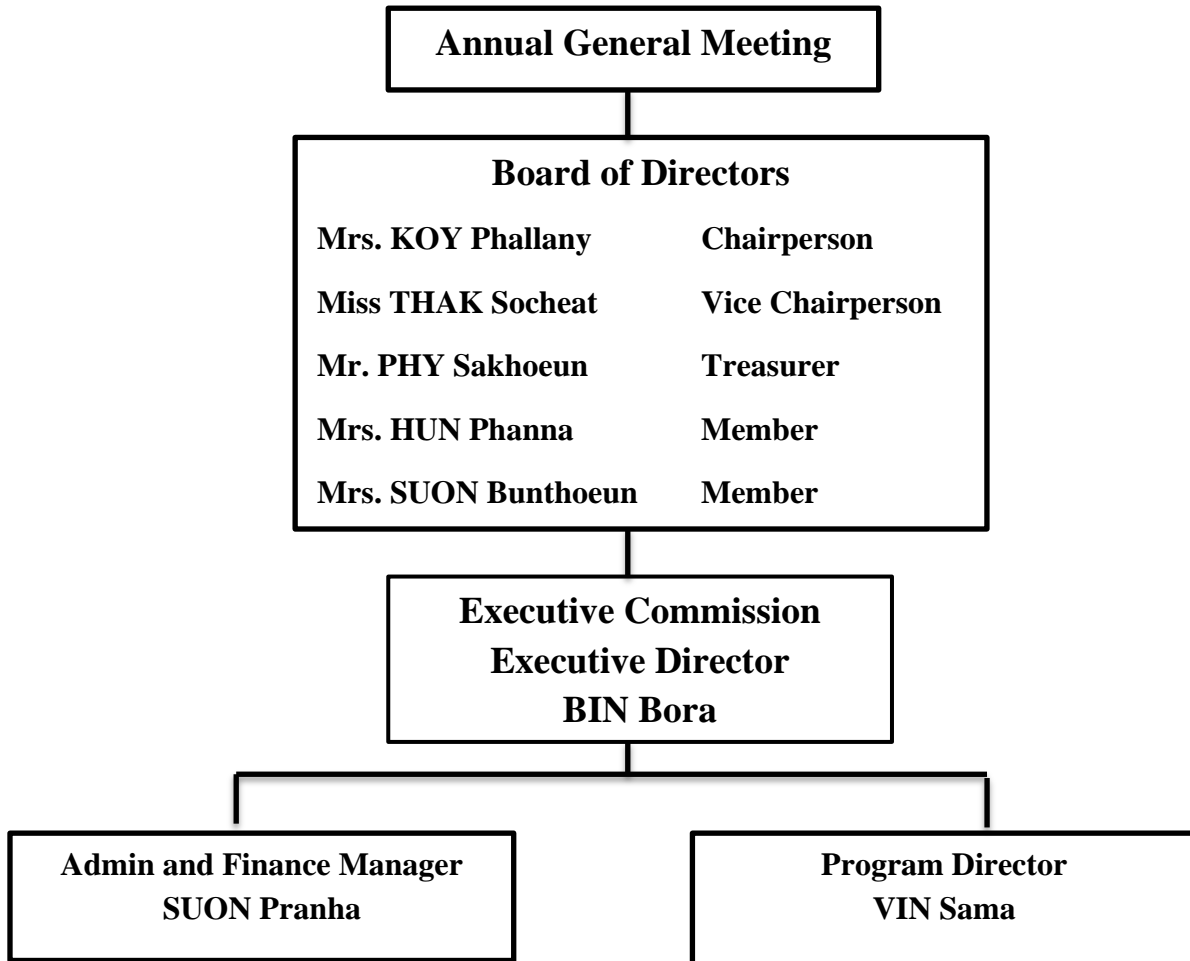 Annual General Meeting
Board of Directors
Mrs. KOY Phallany Chairperson
Miss THAK Socheat Vice Chairperson
Mr. PHY Sakhoeun Treasurer
Mrs. HUN Phanna Member
Mrs. SUON Bunthoeun Member
Executive Commission
Executive Director
BIN Bora
Admin and Finance Manager
SUON Pranha
Program Director
VIN Sama